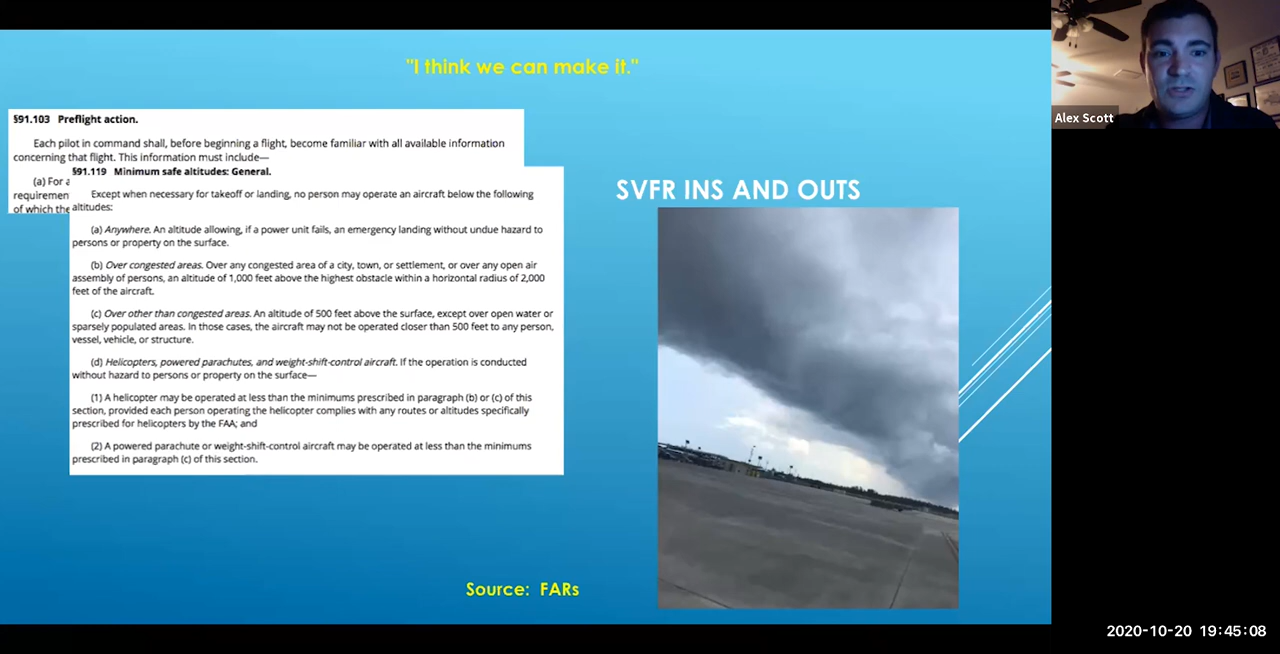 "I think we can make it."
§91.103 Preflight action.
Each pilot in command shall, before beginning a flight, become familiar with all available information
concerning that flight. This information must include—
(a) For a
requiremen
of which the
§91.119 Minimum safe altitudes: General.
Except when necessary for takeoff or landing, no person may operate an aircraft below the following
altitudes:
(a) Anywhere. An altitude allowing, if a power unit fails, an emergency landing without undue hazard to
persons or property on the surface.
(b) Over congested areas. Over any congested area of a city, town, or settlement, or over any open air
assembly of persons, an altitude of 1,000 feet above the highest obstacle within a horizontal radius of 2,000
feet of the aircraft.
(c) Over other than congested areas. An altitude of 500 feet above the surface, except over open water or
sparsely populated areas. In those cases, the aircraft may not be operated closer than 500 feet to any person,
vessel, vehicle, or structure.
(d) Helicopters, powered parachutes, and weight-shift-control aircraft. If the operation is conducted
without hazard to persons or property on the surface—
(1) A helicopter may be operated at less than the minimums prescribed in paragraph (b) or (c) of this
section, provided each person operating the helicopter complies with any routes or altitudes specifically
prescribed for helicopters by the FAA; and
(2) A powered parachute or weight-shift-control aircraft may be operated at less than the minimums
prescribed in paragraph (c) of this section.
SVFR INS AND OUTS
Source: FARs
Alex Scott
2020-10-20 19:45:08